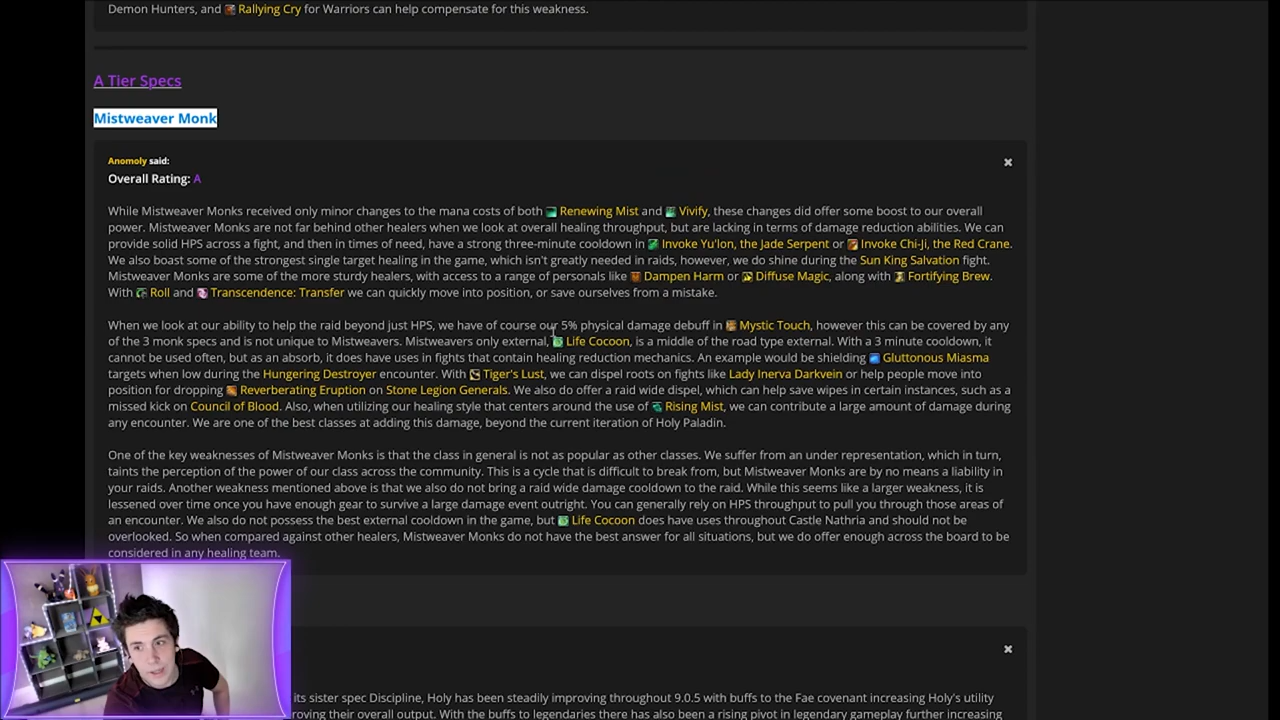 Demon Hunters, and Rallying Cry for Warriors can help compensate for this weakness.
A Tier Specs
Mistweaver Monk
Anomoly said:
Overall Rating: A
While Mistweaver Monks received only minor changes to the mana costs of both Renewing Mist and Vivify, these changes did offer some boost to our overall
power. Mistweaver Monks are not far behind other healers when we look at overall healing throughput, but are lacking in terms of damage reduction abilities. We can
provide solid HPS across a fight, and then in times of need, have a strong three-minute cooldown in Invoke Yu'lon, the Jade Serpent or Invoke Chi-Ji, the Red Crane.
We also boast some of the strongest single target healing in the game, which isn't greatly needed in raids, however, we do shine during the Sun King Salvation fight.
Mistweaver Monks are some of the more sturdy healers, with access to a range of personals like Dampen Harm or Diffuse Magic, along with Fortifying Brew.
With Roll and Transcendence: Transfer we can quickly move into position, or save ourselves from a mistake.
When we look at our ability to help the raid beyond just HPS, we have of course our 5% physical damage debuff in Mystic Touch, however this can be covered by any
of the 3 monk specs and is not unique to Mistweavers. Mistweavers only external, Life Cocoon, is a middle of the road type external. With a 3 minute cooldown, it
cannot be used often, but as an absorb, it does have uses in fights that contain healing reduction mechanics. An example would be shielding Gluttonous Miasma
targets when low during the Hungering Destroyer encounter. With Tiger's Lust, we can dispel roots on fights like Lady Inerva Darkvein or help people move into
position for dropping Reverberating Eruption on Stone Legion Generals. We also do offer a raid wide dispel, which can help save wipes in certain instances, such as a
missed kick on Council of Blood. Also, when utilizing our healing style that centers around the use of Rising Mist, we can contribute a large amount of damage during
any encounter. We are one of the best classes at adding this damage, beyond the current iteration of Holy Paladin.
One of the key weaknesses of Mistweaver Monks is that the class in general is not as popular as other classes. We suffer from an under representation, which in turn,
taints the perception of the power of our class across the community. This is a cycle that is difficult to break from, but Mistweaver Monks are by no means a liability in
your raids. Another weakness mentioned above is that we also do not bring a raid wide damage cooldown to the raid. While this seems like a larger weakness, it is
lessened over time once you have enough gear to survive a large damage event outright. You can generally rely on HPS throughput to pull you through those areas of
an encounter. We also do not possess the best external cooldown in the game, but Life Cocoon does have uses throughout Castle Nathria and should not be
overlooked. So when compared against other healers, Mistweaver Monks do not have the best answer for all situations, but we do offer enough across the board to be
considered in any healing team.
its sister spec Discipline, Holy has been steadily improving throughout 9.0.5 with buffs to the Fae covenant increasing Holy's utility
roving their overall output. With the buffs to legendaries there has also been a rising pivot in legendary gameplay further increasing